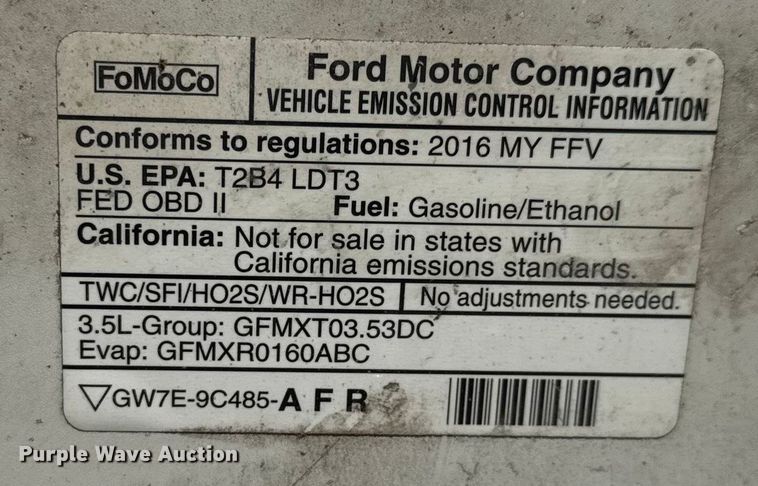 FoMoCo
Ford Motor Company
VEHICLE EMISSION CONTROL INFORMATION
Conforms to regulations: 2016 MY FFV
U.S. EPA: T2B4 LDT3
FED OBD II Fuel: Gasoline/Ethanol
California: Not for sale in states with
California emissions standards.
TWC/SFI/HO2S/WR-HO2S No adjustments needed.
3.5L-Group: GFMXT03.53DC
Evap: GFMXR0160ABC
▽GW7E-9C485-A F R
Purple Wave Auction